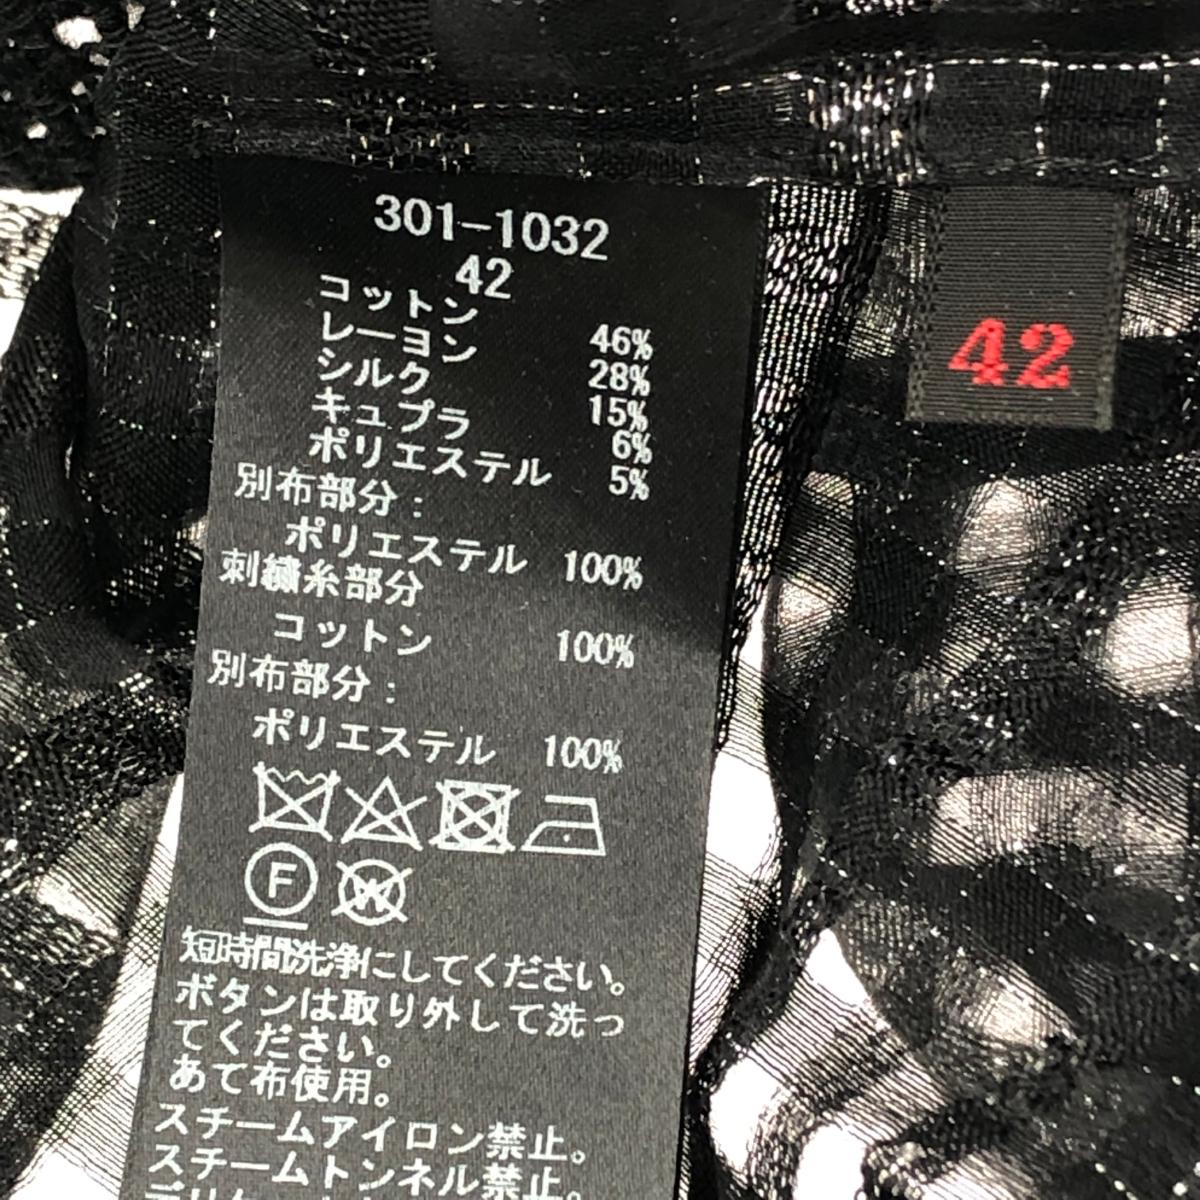 301-1032
42
コットン 46%
レーヨン 28%
シルク 15%
キュプラ 6%
ポリエステル 5%
別布部分：
ポリエステル 100%
刺繍糸部分
コットン 100%
別布部分：
ポリエステル 100%
F
W
短時間洗浄にしてください。
ボタンは取り外して洗っ
てください。
あて布使用。
スチームアイロン禁止。
スチームトンネル禁止。
42